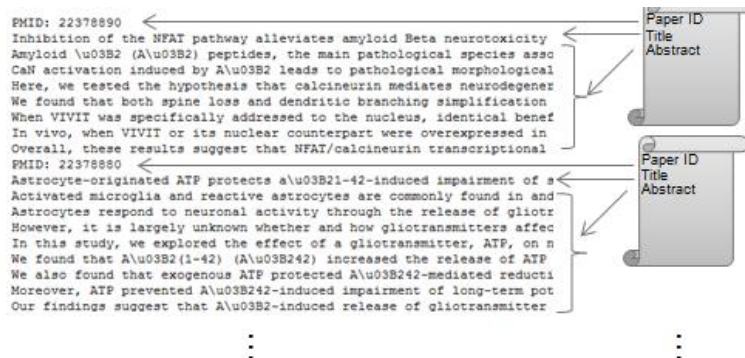 PMID: 22378890
Inhibition of the NFAT pathway alleviates amyloid Beta neurotoxicity
Amyloid \u03B2 (A\u03B2) peptides, the main pathological species assc
CaN activation induced by A\u03B2 leads to pathological morphological
Here, we tested the hypothesis that calcineurin mediates neurodegener
We found that both spine loss and dendritic branching simplification
When VIVIT was specifically addressed to the nucleus, identical benef
In vivo, when VIVIT or its nuclear counterpart were overexpressed in
Overall, these results suggest that NFAT/calcineurin transcriptional
PMID: 22378880
Astrocyte-originated ATP protects a\u03B21-42-induced impairment of s
Activated microglia and reactive astrocytes are commonly found in and
Astrocytes respond to neuronal activity through the release of gliotr
However, it is largely unknown whether and how gliotransmitters affec
In this study, we explored the effect of a gliotransmitter, ATP, on n
We found that A\u03B2(1-42) (A\u03B242) increased the release of ATP
We also found that exogenous ATP protected A\u03B242-mediated reducti
Moreover, ATP prevented A\u03B242-induced impairment of long-term pot
Our findings suggest that A\u03B2-induced release of gliotransmitter
Paper ID
Title
Abstract
Paper ID
Title
Abstract